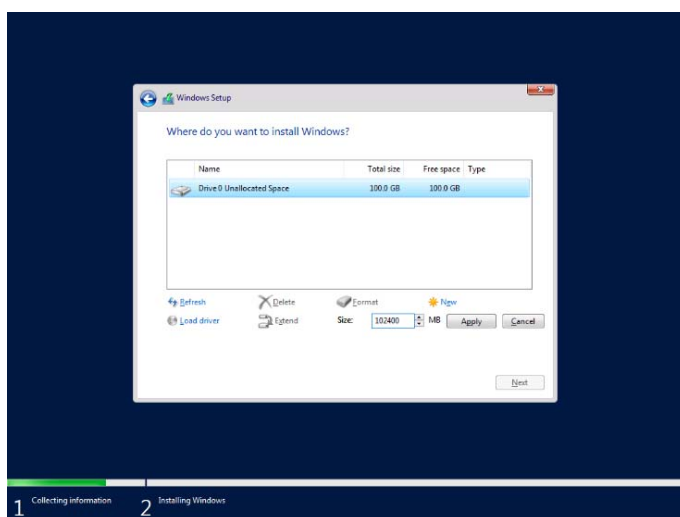 Windows Setup
Where do you want to install Windows?
Name Total size Free space Type
Drive 0 Unallocated Space 100.0 GB 100.0 GB
Refresh Delete Format New
Load driver Extend Size: 102400 MB Apply Cancel
Next
1 Collecting information 2 Installing Windows